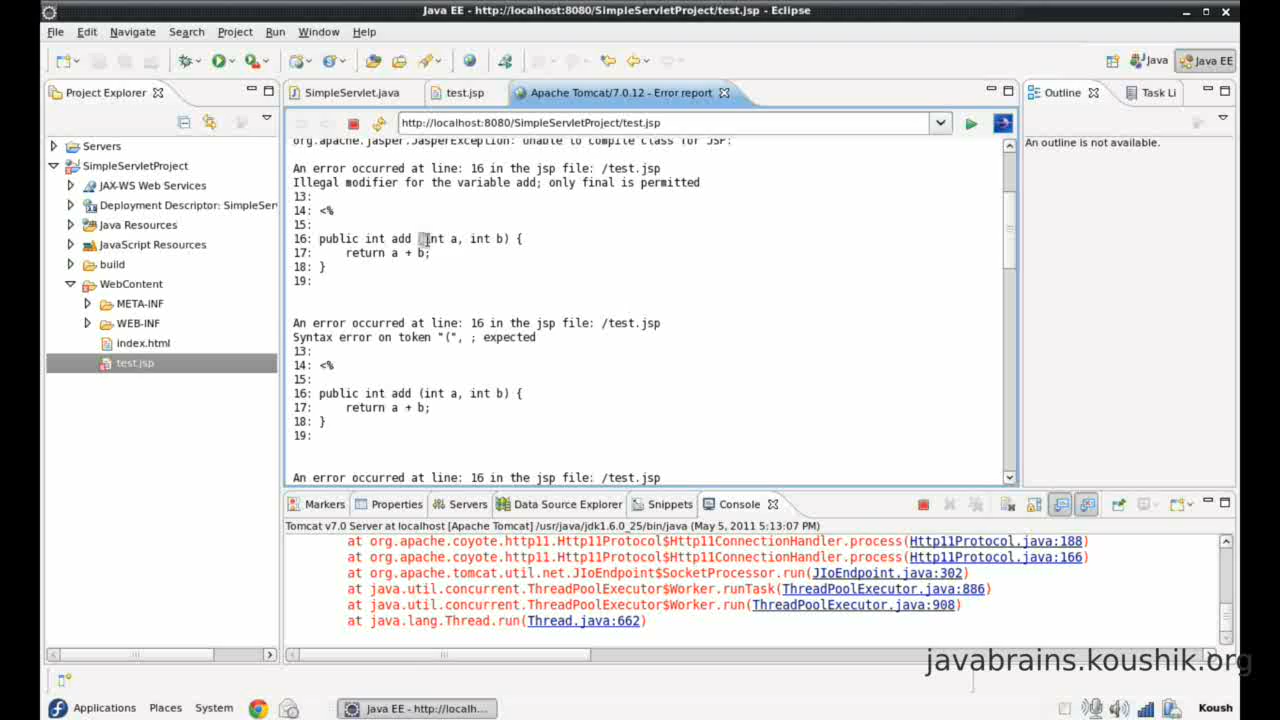 Java EE - http://localhost:8080/SimpleServletProject/test.jsp - Eclipse
File Edit Navigate Search Project Run Window Help
Java Java EE
Project Explorer
SimpleServlet.java test.jsp Apache Tomcat/7.0.12 - Error report
Outline Task Li
http://localhost:8080/SimpleServletProject/test.jsp
An outline is not available.
Servers
SimpleServletProject
JAX-WS Web Services
Deployment Descriptor: SimpleSer
Java Resources
JavaScript Resources
build
WebContent
META-INF
WEB-INF
index.html
test.jsp
org.apache.jasper.JasperException: Unable to compile class for JSP:
An error occurred at line: 16 in the jsp file: /test.jsp
Illegal modifier for the variable add; only final is permitted
13:
14: <%
15:
16: public int add (int a, int b) {
17: return a + b;
18: }
19:
An error occurred at line: 16 in the jsp file: /test.jsp
Syntax error on token "(", ; expected
13:
14: <%
15:
16: public int add (int a, int b) {
17: return a + b;
18: }
19:
An error occurred at line: 16 in the jsp file: /test.jsp
Markers Properties Servers Data Source Explorer Snippets Console
Tomcat v7.0 Server at localhost [Apache Tomcat] /usr/java/jdk1.6.0_25/bin/java (May 5, 2011 5:13:07 PM)
at org.apache.coyote.http11.Http11Protocol$Http11ConnectionHandler.process(Http11Protocol.java:188)
at org.apache.coyote.http11.Http11Protocol$Http11ConnectionHandler.process(Http11Protocol.java:166)
at org.apache.tomcat.util.net.JIoEndpoint$SocketProcessor.run(JIoEndpoint.java:302)
at java.util.concurrent.ThreadPoolExecutor$Worker.runTask(ThreadPoolExecutor.java:886)
at java.util.concurrent.ThreadPoolExecutor$Worker.run(ThreadPoolExecutor.java:908)
at java.lang.Thread.run(Thread.java:662)
javabrains.koushik.org
Applications Places System
Java EE - http://localh...
Koush